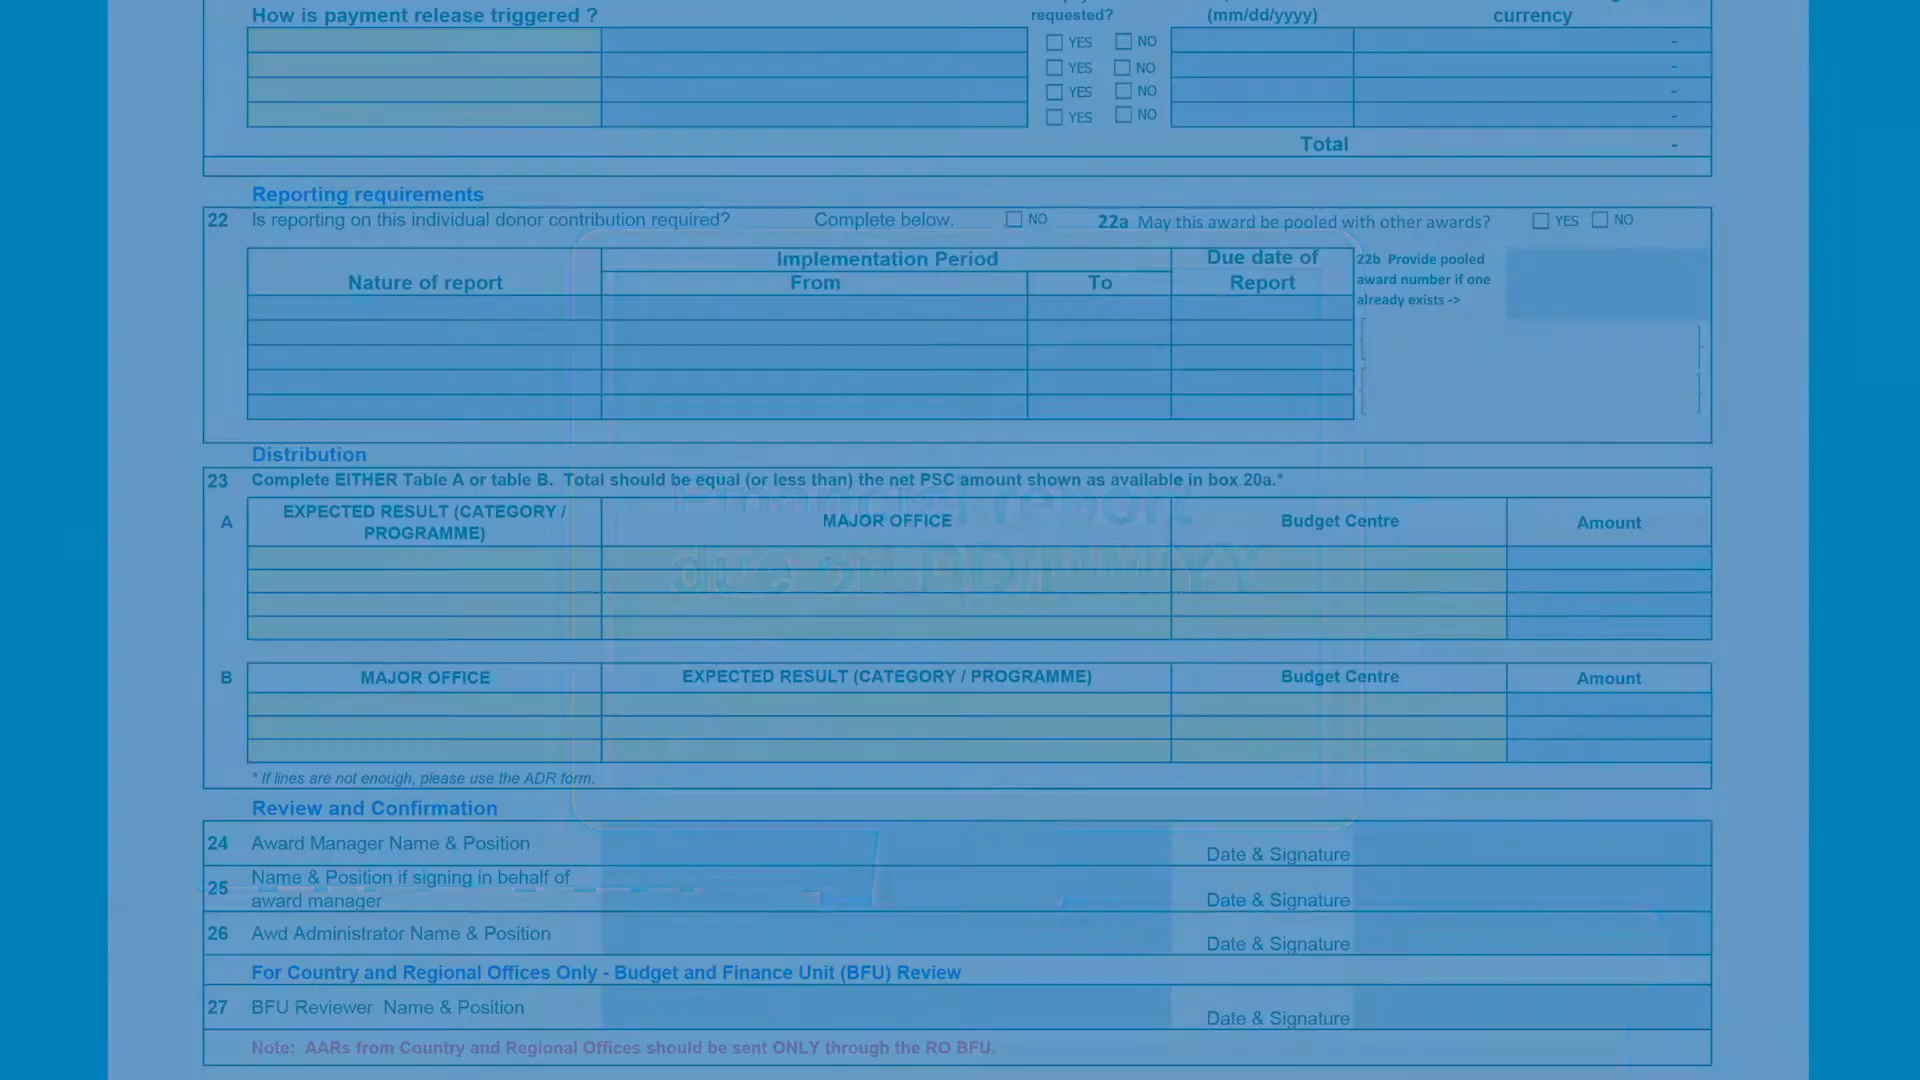 How is payment release triggered ?
requested?
(mm/dd/yyyy)
currency
YES NO -
YES NO -
YES NO -
YES NO -
Total -
Reporting requirements
22 Is reporting on this individual donor contribution required? Complete below. NO 22a May this award be pooled with other awards? YES NO
Nature of report
Implementation Period
From To
Due date of
Report
22b Provide pooled
award number if one
already exists ->
Distribution
23 Complete EITHER Table A or table B. Total should be equal (or less than) the net PSC amount shown as available in box 20a.*
A EXPECTED RESULT (CATEGORY /
PROGRAMME)
MAJOR OFFICE Budget Centre Amount
Financial report
due on DD/MM/YY
B MAJOR OFFICE EXPECTED RESULT (CATEGORY / PROGRAMME) Budget Centre Amount
* If lines are not enough, please use the ADR form.
Review and Confirmation
24 Award Manager Name & Position Date & Signature
25 Name & Position if signing in behalf of
award manager Date & Signature
26 Awd Administrator Name & Position Date & Signature
For Country and Regional Offices Only - Budget and Finance Unit (BFU) Review
27 BFU Reviewer Name & Position Date & Signature
Note: AARs from Country and Regional Offices should be sent ONLY through the RO BFU.